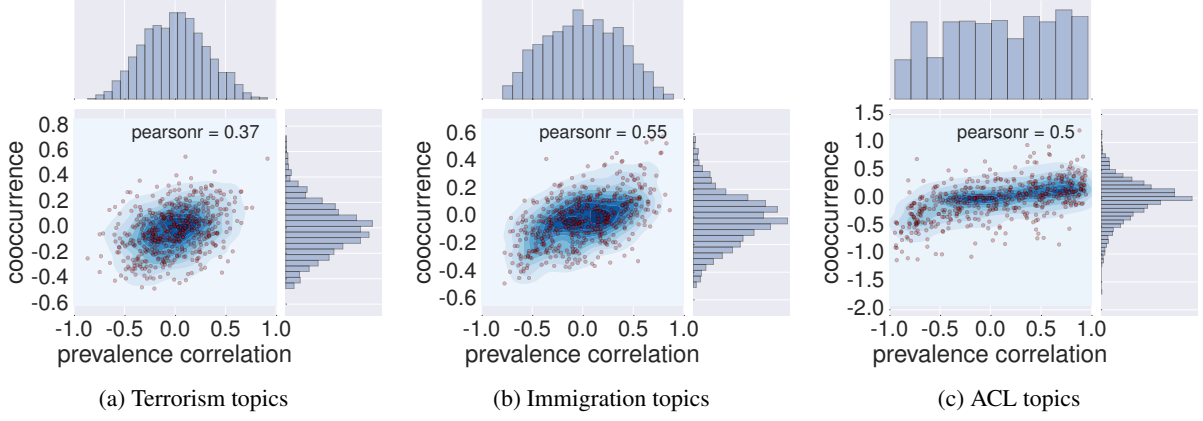 pearsonr = 0.37
cooccurrence
0.8
0.6
0.4
0.2
0.0
-0.2
-0.4
-0.6
-1.0 -0.5 0.0 0.5 1.0
prevalence correlation
(a) Terrorism topics
pearsonr = 0.55
cooccurrence
0.6
0.4
0.2
0.0
-0.2
-0.4
-0.6
-1.0 -0.5 0.0 0.5 1.0
prevalence correlation
(b) Immigration topics
pearsonr = 0.5
cooccurrence
1.5
1.0
0.5
0.0
-0.5
-1.0
-1.5
-2.0
-1.0 -0.5 0.0 0.5 1.0
prevalence correlation
(c) ACL topics